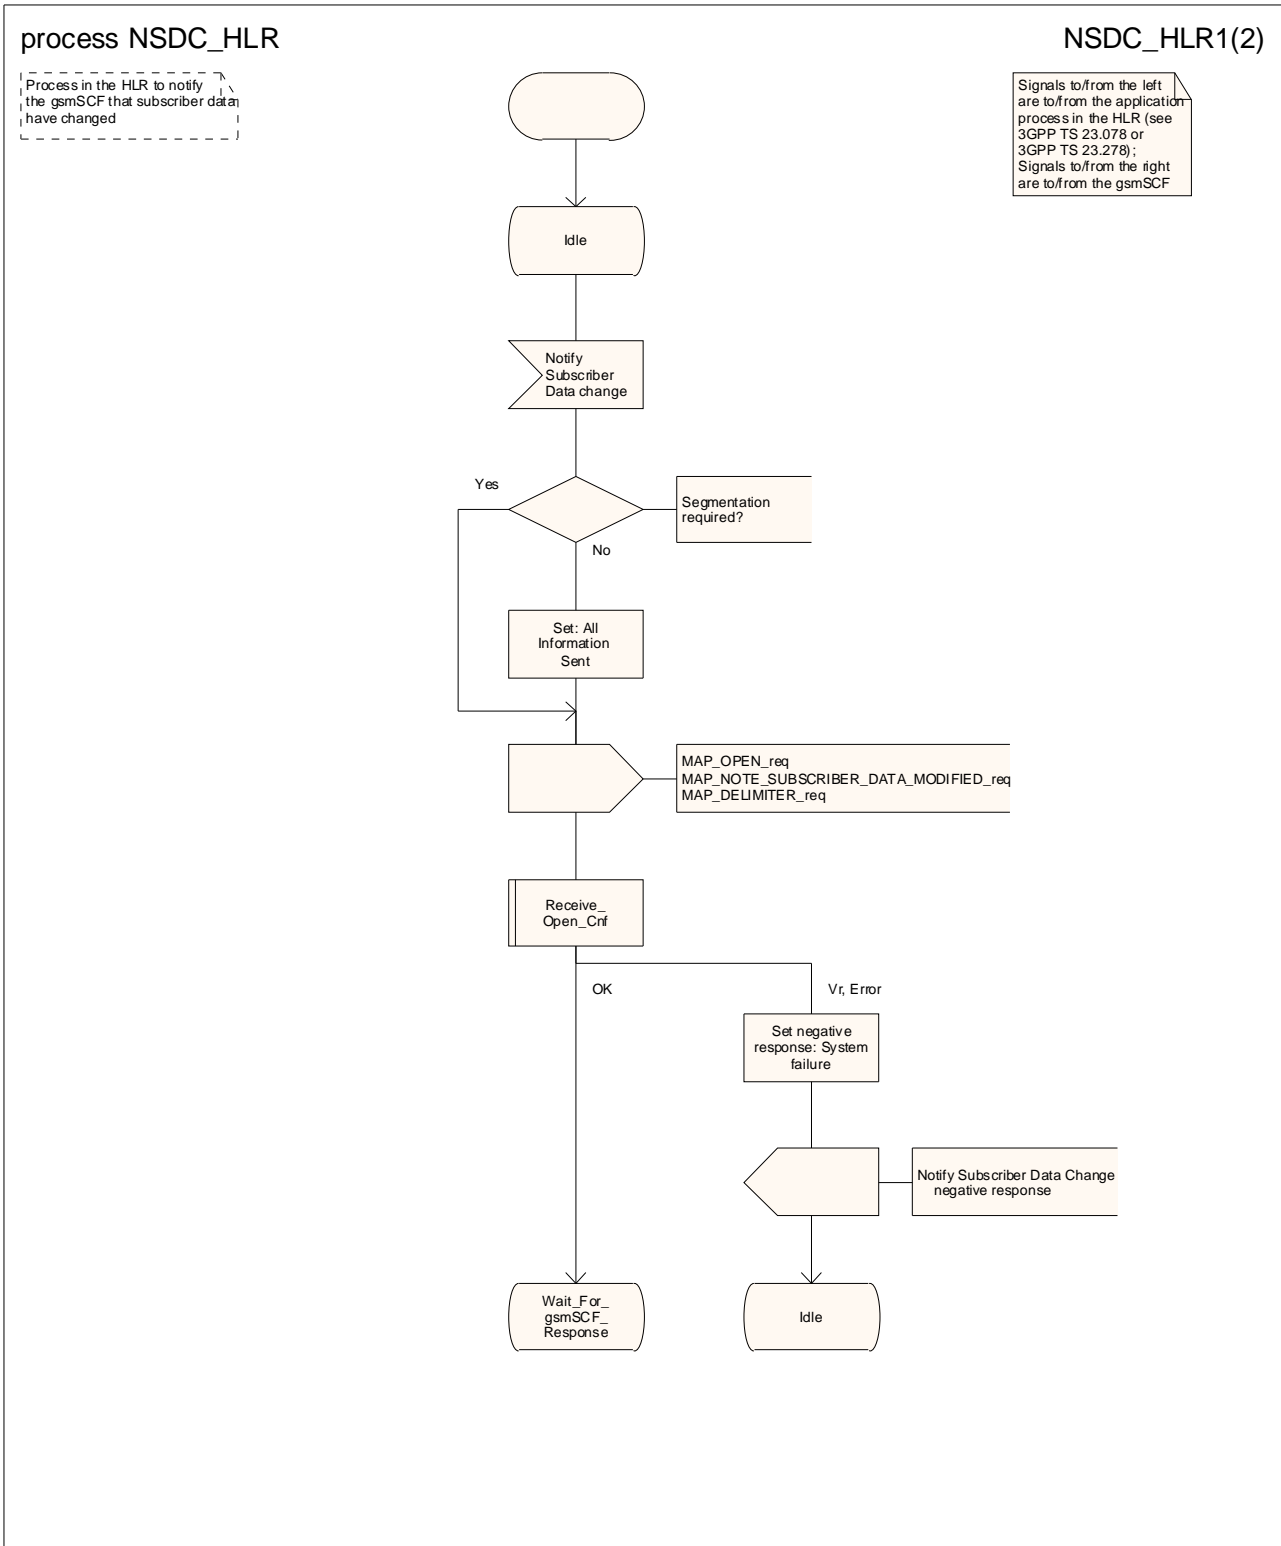 process NSDC_HLR
NSDC_HLR1(2)
Process in the HLR to notify
the gsmSCF that subscriber data
have changed
Signals to/from the left
are to/from the application
process in the HLR (see
3GPP TS 23.078 or
3GPP TS 23.278);
Signals to/from the right
are to/from the gsmSCF
Idle
Notify
Subscriber
Data change
Yes
Segmentation
required?
No
Set: All
Information
Sent
MAP_OPEN_req
MAP_NOTE_SUBSCRIBER_DATA_MODIFIED_req
MAP_DELIMITER_req
Receive_
Open_Cnf
OK
Vr, Error
Set negative
response: System
failure
Notify Subscriber Data Change
negative response
Wait_For_
gsmSCF_
Response
Idle